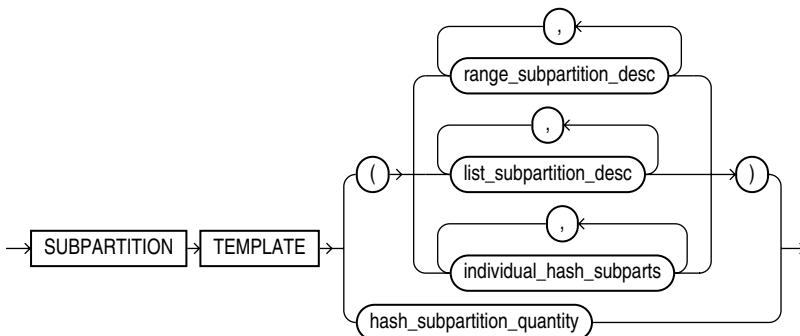 ,
range_subpartition_desc
,
( list_subpartition_desc )
SUBPARTITION TEMPLATE
,
individual_hash_subparts
hash_subpartition_quantity